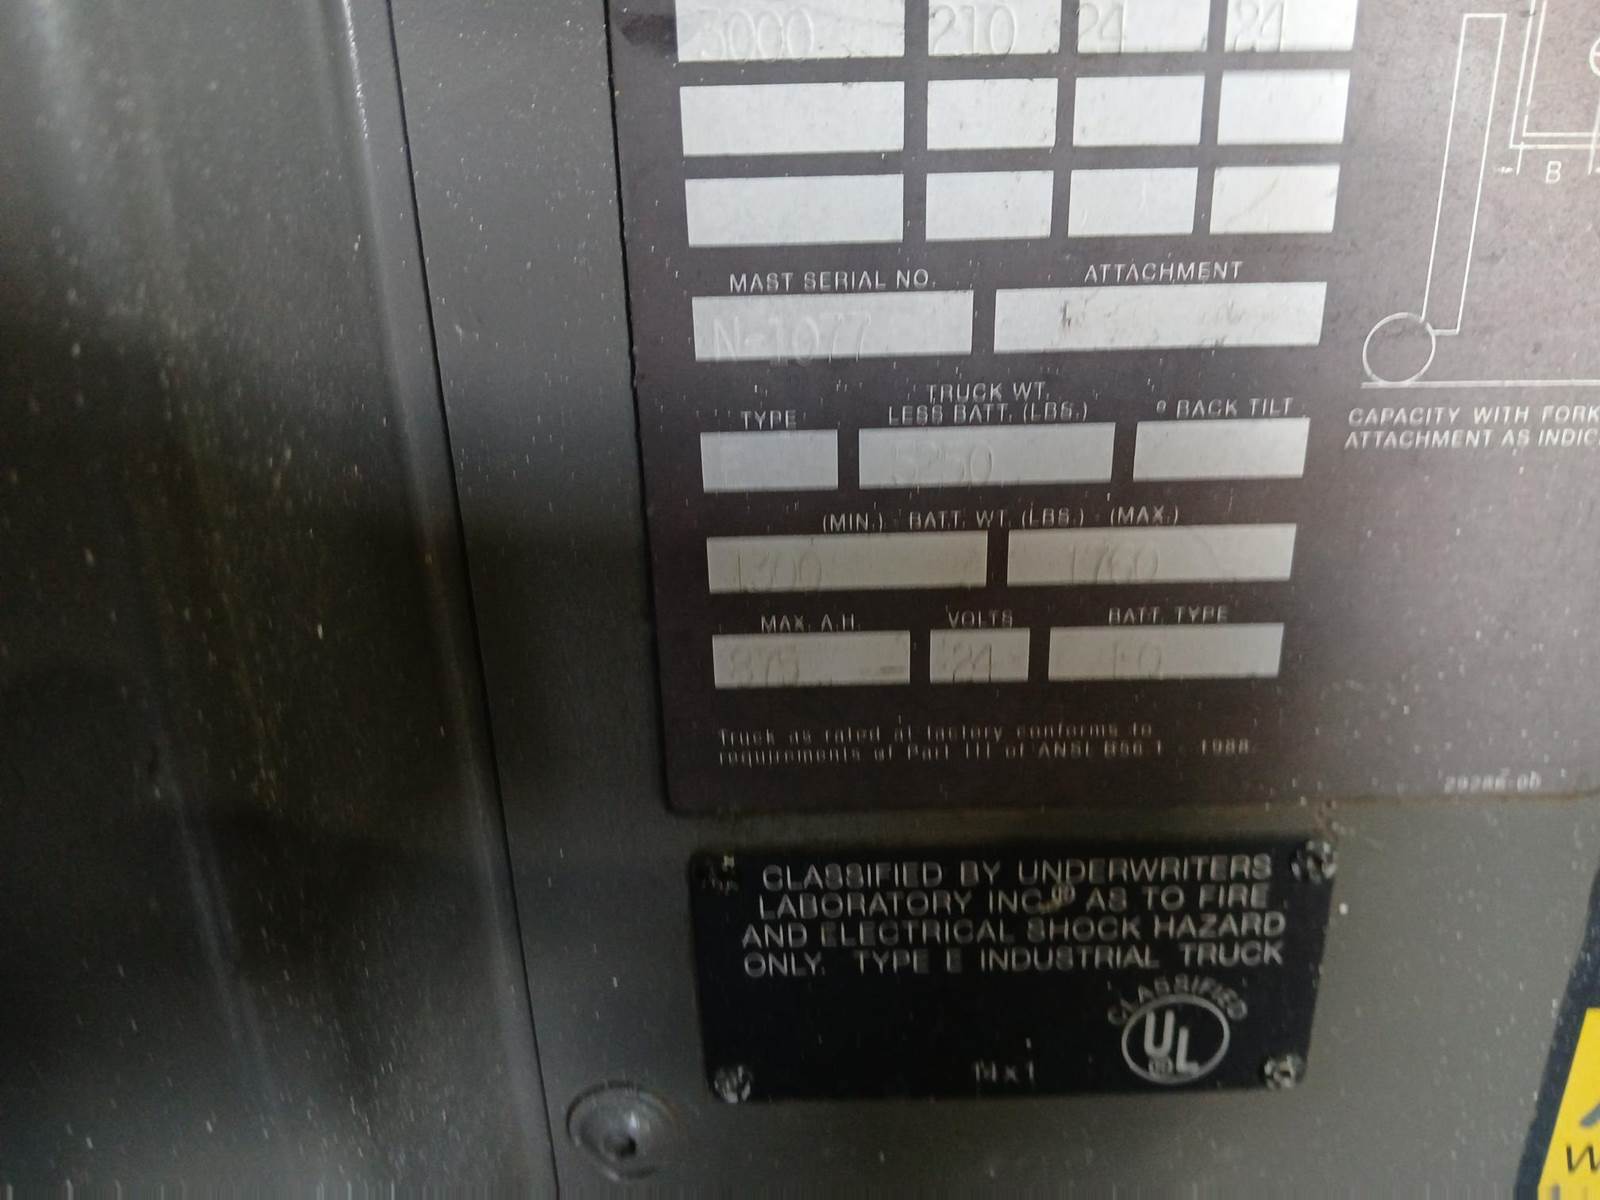 3000 210 24 24
B
MAST SERIAL NO. ATTACHMENT
N-1077
TRUCK WT.
TYPE LESS BATT. (LBS.) º BACK TILT
E 5250
(MIN.) BATT. WT. (LBS.) (MAX.)
1300 1760
MAX. A.H. VOLTS BATT. TYPE
875 24
CAPACITY WITH FORK
ATTACHMENT AS INDIC
Truck as rated at factory conforms to
requirements of Part III of ANSI B56.1 - 1988
CLASSIFIED BY UNDERWRITERS
LABORATORY INC.® AS TO FIRE
AND ELECTRICAL SHOCK HAZARD
ONLY. TYPE E INDUSTRIAL TRUCK
CLASSIFIED
UL
W